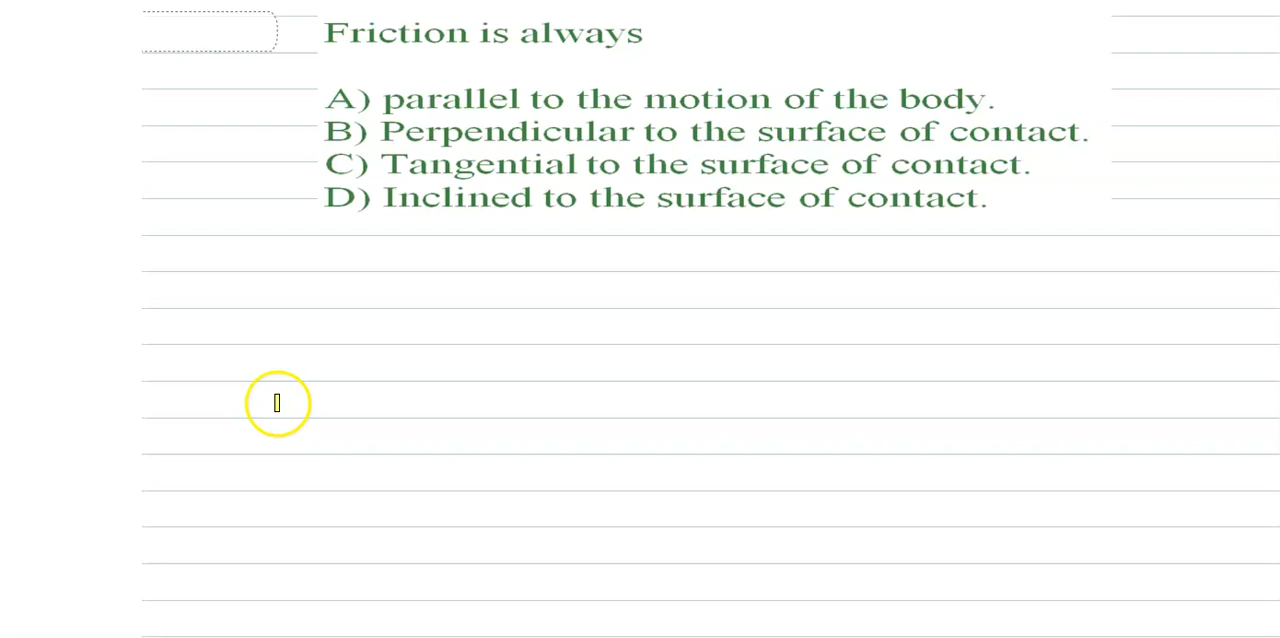 Friction is always
A) parallel to the motion of the body.
B) Perpendicular to the surface of contact.
C) Tangential to the surface of contact.
D) Inclined to the surface of contact.